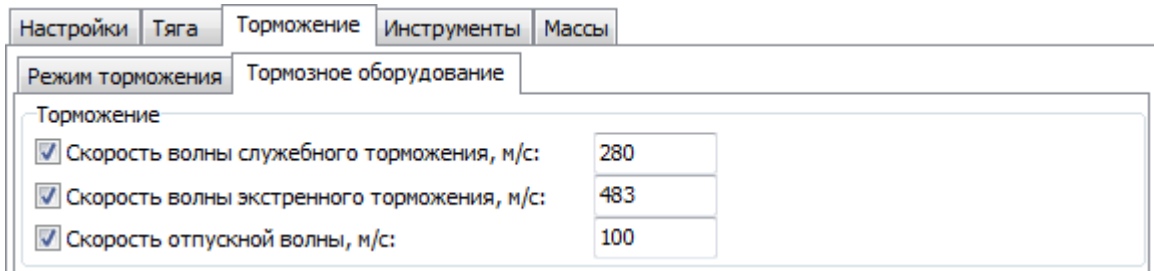 Настройки Тяга Торможение Инструменты Массы
Режим торможения Тормозное оборудование
Торможение
Скорость волны служебного торможения, м/с: 280
Скорость волны экстренного торможения, м/с: 483
Скорость отпускной волны, м/с: 100